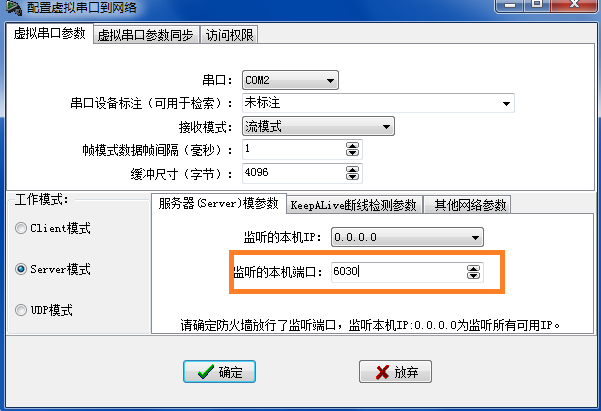 配置虚拟串口到网络
虚拟串口参数 虚拟串口参数同步 访问权限
串口： COM2
串口设备标注（可用于检索）： 未标注
接收模式： 流模式
帧模式数据帧间隔（毫秒）： 1
缓冲尺寸（字节）： 4096
工作模式：
Client模式
Server模式
UDP模式
服务器(Server)模参数 KeepALive断线检测参数 其他网络参数
监听的本机IP： 0.0.0.0
监听的本机端口： 6030
请确定防火墙放行了监听端口，监听本机IP:0.0.0.0为监听所有可用IP。
确定 放弃